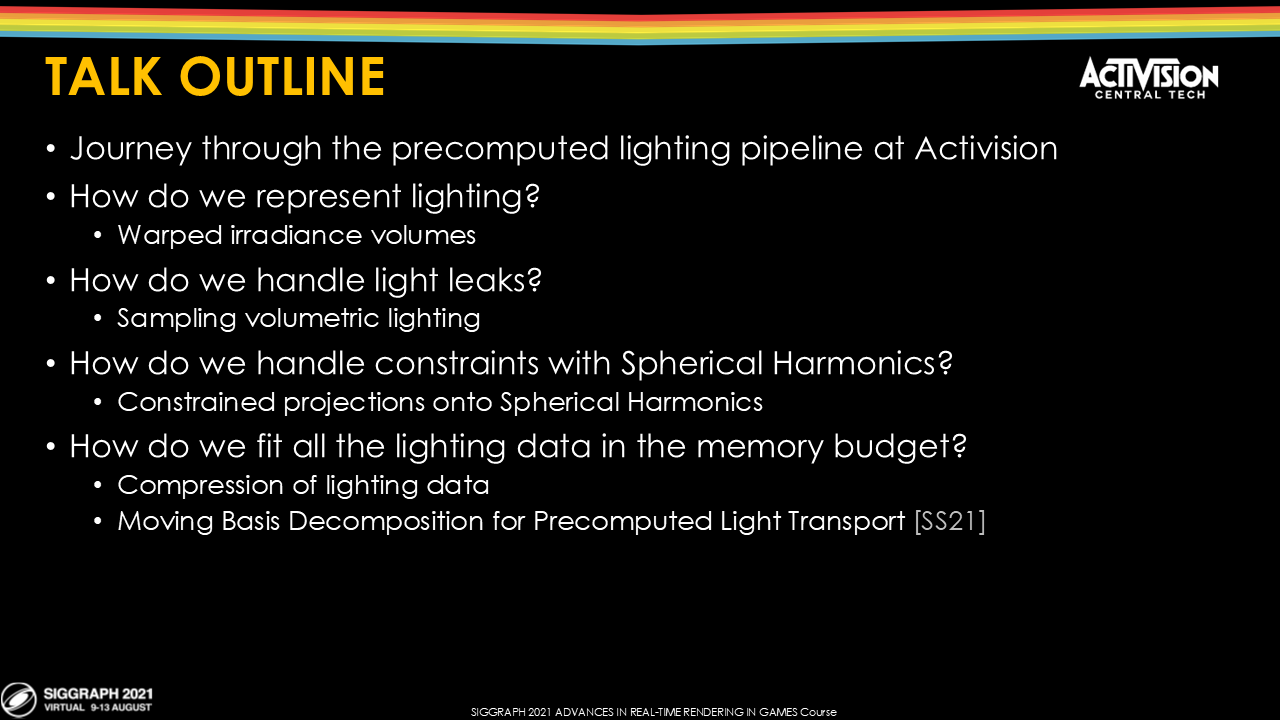 TALK OUTLINE
ACTIVISION
CENTRAL TECH
• Journey through the precomputed lighting pipeline at Activision
• How do we represent lighting?
• Warped irradiance volumes
• How do we handle light leaks?
• Sampling volumetric lighting
• How do we handle constraints with Spherical Harmonics?
• Constrained projections onto Spherical Harmonics
• How do we fit all the lighting data in the memory budget?
• Compression of lighting data
• Moving Basis Decomposition for Precomputed Light Transport [SS21]
SIGGRAPH 2021
VIRTUAL 9-13 AUGUST
SIGGRAPH 2021 ADVANCES IN REAL-TIME RENDERING IN GAMES Course